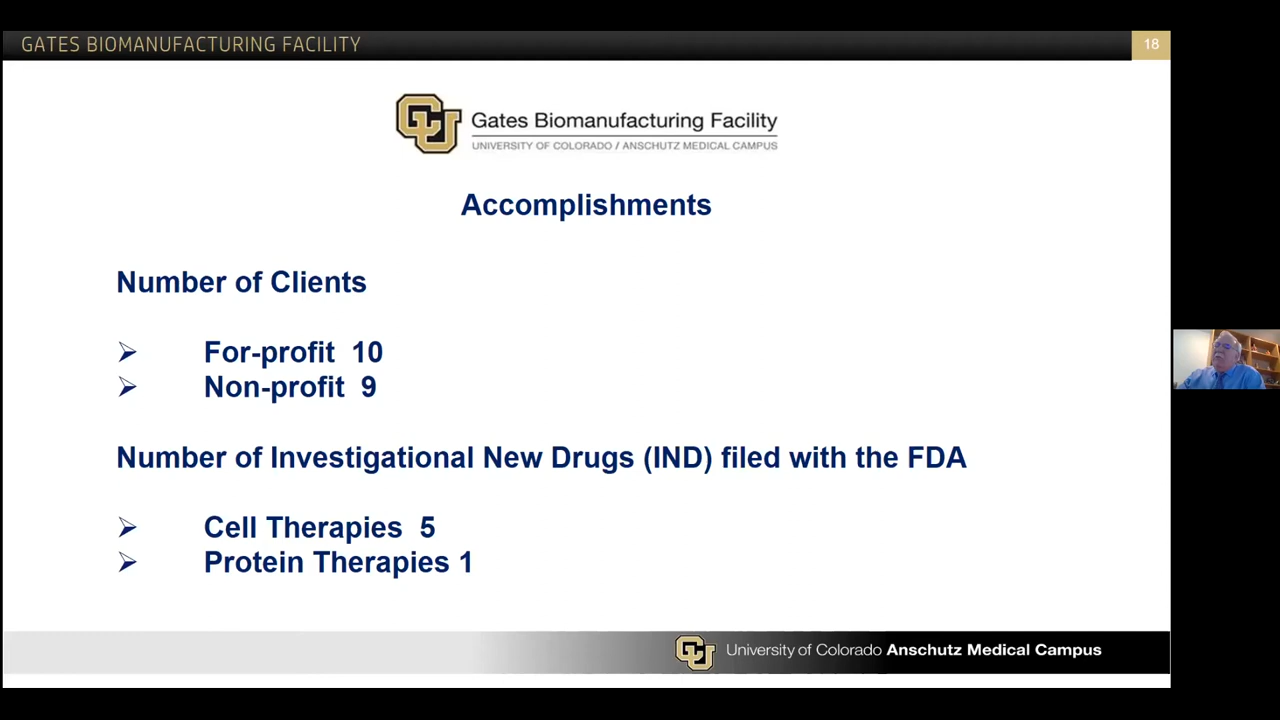 GATES BIOMANUFACTURING FACILITY
18
Gates Biomanufacturing Facility
UNIVERSITY OF COLORADO / ANSCHUTZ MEDICAL CAMPUS
Accomplishments
Number of Clients
For-profit 10
Non-profit 9
Number of Investigational New Drugs (IND) filed with the FDA
Cell Therapies 5
Protein Therapies 1
University of Colorado Anschutz Medical Campus